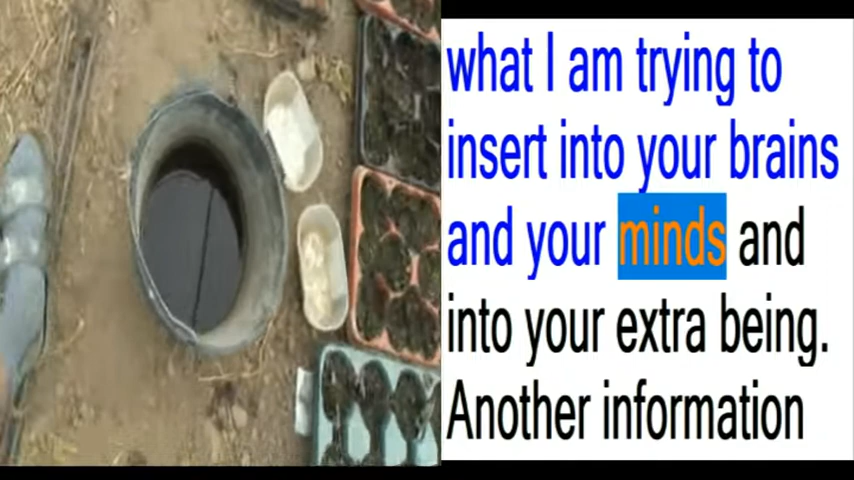 what I am trying to
insert into your brains
and your minds and
into your extra being.
Another information